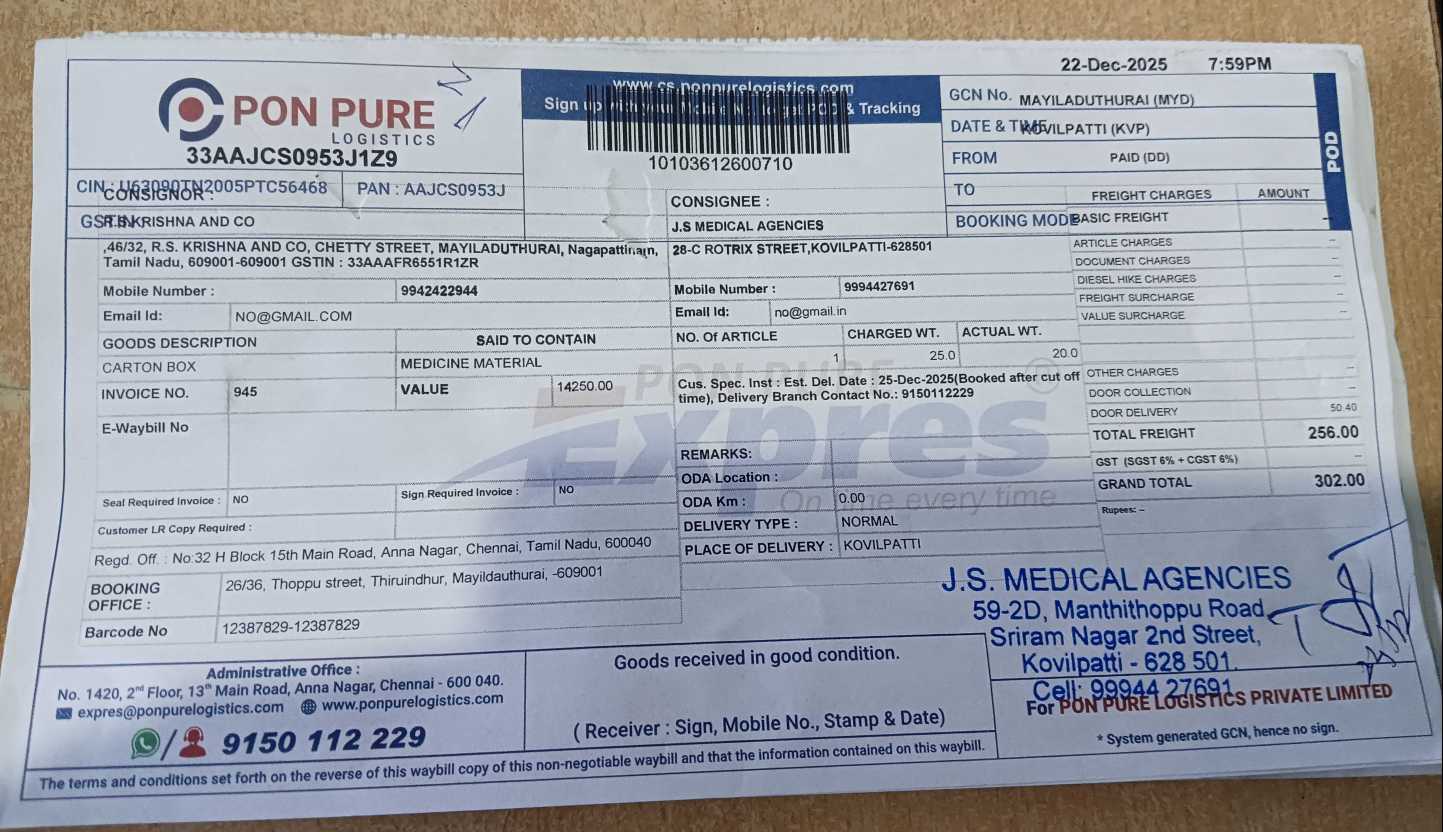 22-Dec-2025 7:59PM
PON PURE
LOGISTICS
33AAJCS0953J1Z9
www.cs.ponpurelogistics.com
Sign up & Tracking
10103612600710
GCN No. MAYILADUTHURAI (MYD)
DATE & TIME KOVILPATTI (KVP)
FROM PAID (DD)
TO
BOOKING MODE
POD
CIN : U63090TN2005PTC56468 PAN : AAJCS0953J
CONSIGNOR :
GSTIN
R.S. KRISHNA AND CO
,46/32, R.S. KRISHNA AND CO, CHETTY STREET, MAYILADUTHURAI, Nagapattinam,
Tamil Nadu, 609001-609001 GSTIN : 33AAAFR6551R1ZR
Mobile Number : 9942422944
Email Id: NO@GMAIL.COM
CONSIGNEE :
J.S MEDICAL AGENCIES
28-C ROTRIX STREET,KOVILPATTI-628501
Mobile Number : 9994427691
Email Id: no@gmail.in
GOODS DESCRIPTION SAID TO CONTAIN
CARTON BOX MEDICINE MATERIAL
INVOICE NO. 945 VALUE 14250.00
E-Waybill No
Seal Required Invoice : NO Sign Required Invoice : NO
Customer LR Copy Required :
NO. Of ARTICLE CHARGED WT. ACTUAL WT.
1 25.0 20.0
Cus. Spec. Inst : Est. Del. Date : 25-Dec-2025(Booked after cut off
time), Delivery Branch Contact No.: 9150112229
PON PURE
Expres
On time every time
REMARKS:
ODA Location :
ODA Km : 0.00
DELIVERY TYPE : NORMAL
PLACE OF DELIVERY : KOVILPATTI
FREIGHT CHARGES AMOUNT
BASIC FREIGHT –
ARTICLE CHARGES –
DOCUMENT CHARGES –
DIESEL HIKE CHARGES –
FREIGHT SURCHARGE –
VALUE SURCHARGE –
OTHER CHARGES –
DOOR COLLECTION –
DOOR DELIVERY 50.40
TOTAL FREIGHT 256.00
GST (SGST 6% + CGST 6%) –
GRAND TOTAL 302.00
Rupees: –
Regd. Off. : No:32 H Block 15th Main Road, Anna Nagar, Chennai, Tamil Nadu, 600040
BOOKING
OFFICE :
26/36, Thoppu street, Thiruindhur, Mayildauthurai, -609001
Barcode No 12387829-12387829
J.S. MEDICAL AGENCIES
59-2D, Manthithoppu Road
Sriram Nagar 2nd Street,
Kovilpatti - 628 501.
Cell: 99944 27691
Administrative Office :
No. 1420, 2nd Floor, 13th Main Road, Anna Nagar, Chennai - 600 040.
expres@ponpurelogistics.com www.ponpurelogistics.com
9150 112 229
Goods received in good condition.
( Receiver : Sign, Mobile No., Stamp & Date)
For PON PURE LOGISTICS PRIVATE LIMITED
* System generated GCN, hence no sign.
The terms and conditions set forth on the reverse of this waybill copy of this non-negotiable waybill and that the information contained on this waybill.